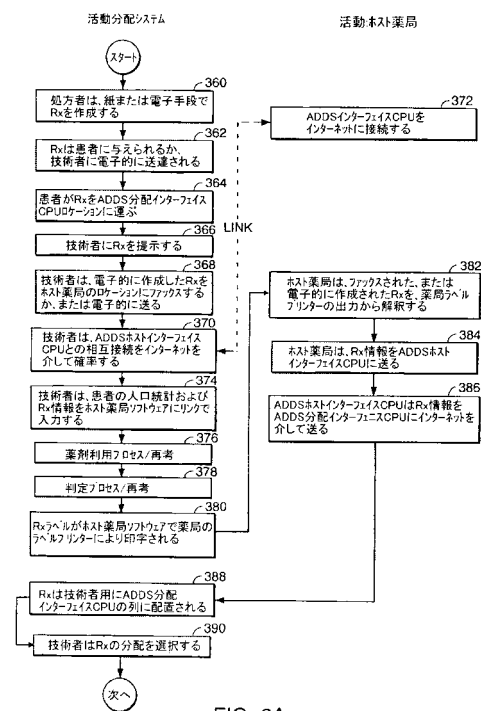 活動分配システム
活動:ホスト薬局
スタート
360
処方者は、紙または電子手段で
Rxを作成する
362
Rxは患者に与えられるか、
技術者に電子的に送達される
364
患者がRxをADDS分配インターフェイス
CPUロケーションに運ぶ
366
技術者にRxを提示する
368
技術者は、電子的に作成したRxを
ホスト薬局のロケーションにファックスする
か、または電子的に送る
370
技術者は、ADDSホストインターフェイス
CPUとの相互接続をインターネットを
介して確率する
374
技術者は、患者の人口統計および
Rx情報をホスト薬局ソフトウェアにリンクで
入力する
376
薬剤利用プロセス/再考
378
判定プロセス/再考
380
Rxラベルがホスト薬局ソフトウェアで薬局の
ラベルプリンターにより印字される
372
ADDSインターフェイスCPUを
インターネットに接続する
LINK
382
ホスト薬局は、ファックスされた、または
電子的に作成されたRxを、薬局ラベル
プリンターの出力から解釈する
384
ホスト薬局は、Rx情報をADDSホスト
インターフェイスCPUに送る
386
ADDSホストインターフェイスCPUはRx情報を
ADDS分配インターフェニスCPUにインターネットを
介して送る
388
Rxは技術者用にADDS分配
インターフェイスCPUの列に配置される
390
技術者はRxの分配を選択する
次へ